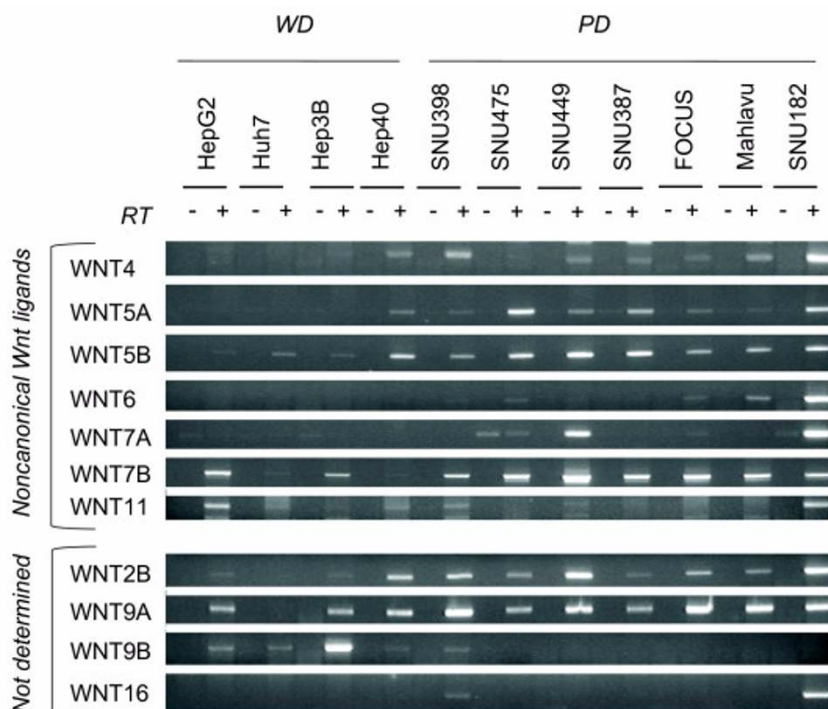 WD PD
HepG2 Huh7 Hep3B Hep40 SNU398 SNU475 SNU449 SNU387 FOCUS Mahlavu SNU182
RT - + - + - + - + - + - + - + - + - + - + - +
Noncanonical Wnt ligands
WNT4
WNT5A
WNT5B
WNT6
WNT7A
WNT7B
WNT11
Not determined
WNT2B
WNT9A
WNT9B
WNT16